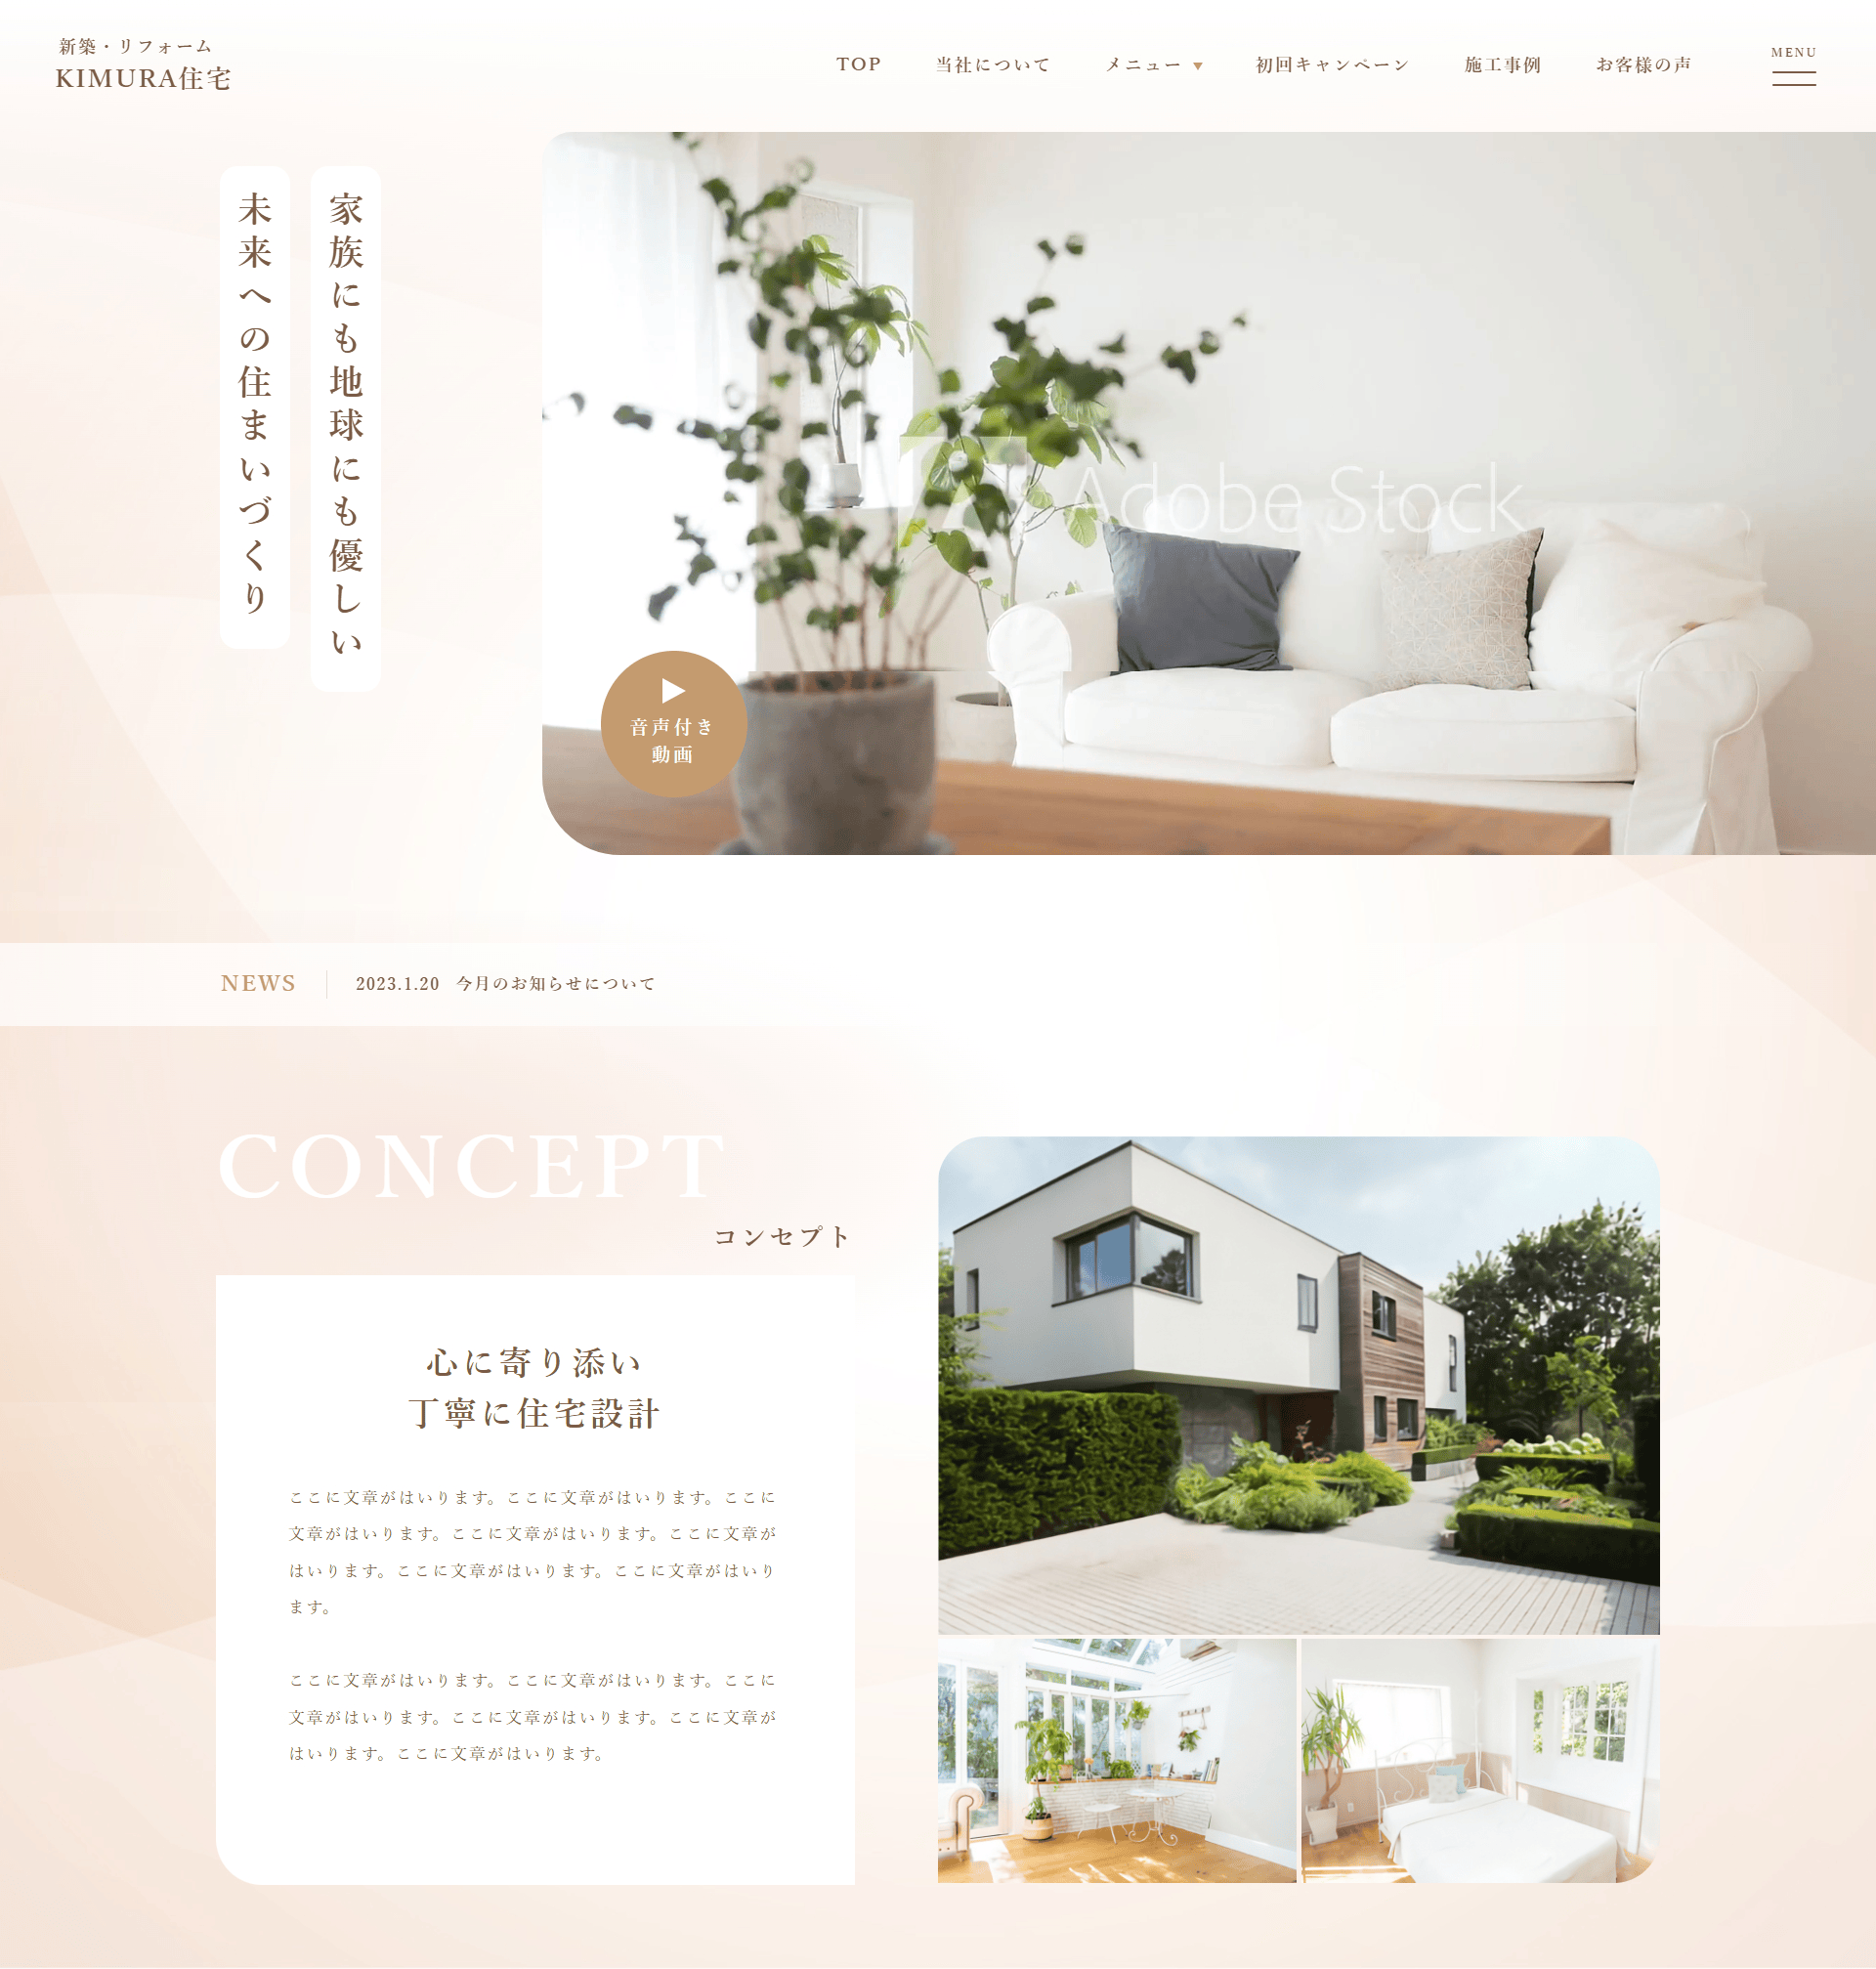 新築・リフォーム
KIMURA住宅
TOP 当社について メニュー ▼ 初回キャンペーン 施工事例 お客様の声
MENU
家族にも地球にも優しい
未来への住まいづくり
Adobe Stock
音声付き
動画
NEWS 2023.1.20 今月のお知らせについて
CONCEPT
コンセプト
心に寄り添い
丁寧に住宅設計
ここに文章がはいります。ここに文章がはいります。ここに
文章がはいります。ここに文章がはいります。ここに文章が
はいります。ここに文章がはいります。ここに文章がはいり
ます。
ここに文章がはいります。ここに文章がはいります。ここに
文章がはいります。ここに文章がはいります。ここに文章が
はいります。ここに文章がはいります。